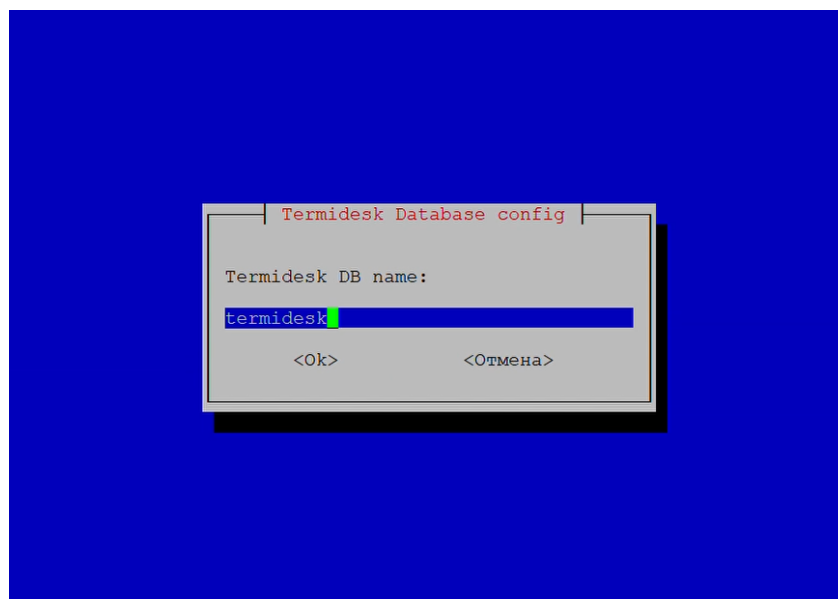 Termidesk Database config
Termidesk DB name:
termidesk
<Ok> <Отмена>